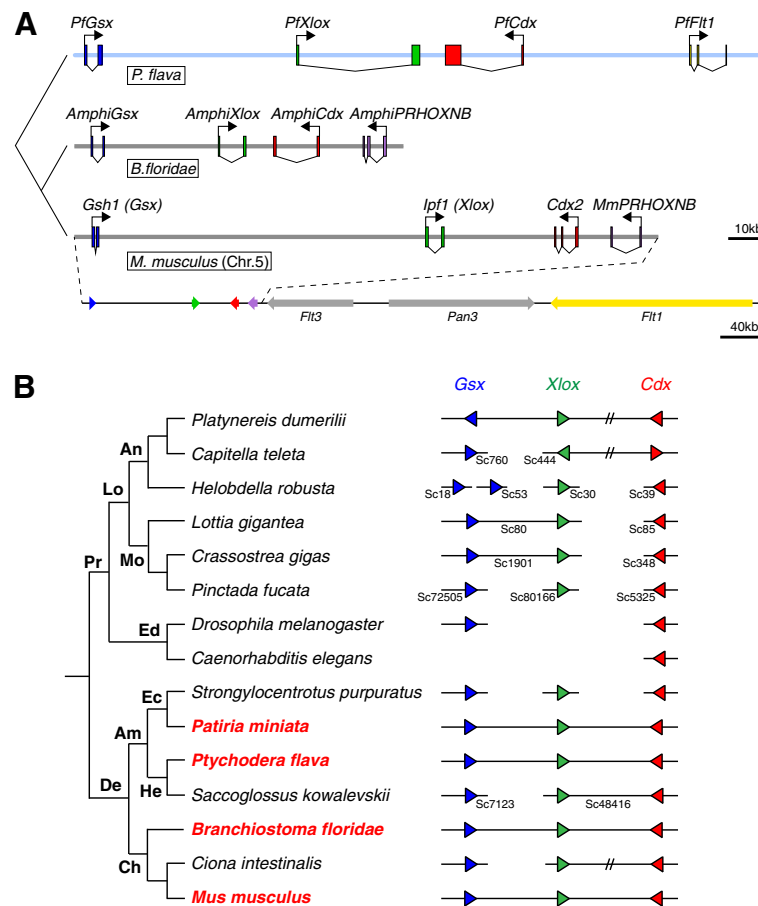 A
PfGsx PfXlox PfCdx PfFlt1
P. flava
AmphiGsx AmphiXlox AmphiCdx AmphiPRHOXNB
B.floridae
Gsh1 (Gsx) Ipf1 (Xlox) Cdx2 MmPRHOXNB
10kb
M. musculus (Chr.5)
Flt3 Pan3 Flt1
40kb
B
Gsx Xlox Cdx
Platynereis dumerilii //
An
Capitella teleta //
Sc760 Sc444
Lo
Helobdella robusta
Sc18 Sc53 Sc30 Sc39
Lottia gigantea
Sc80 Sc85
Mo
Crassostrea gigas
Sc1901 Sc348
Pr
Pinctada fucata
Sc72505 Sc80166 Sc5325
Drosophila melanogaster
Ed
Caenorhabditis elegans
Ec
Strongylocentrotus purpuratus
Patiria miniata
Am
Ptychodera flava
De
He
Saccoglossus kowalevskii
Sc7123 Sc48416
Branchiostoma floridae
Ch
Ciona intestinalis //
Mus musculus